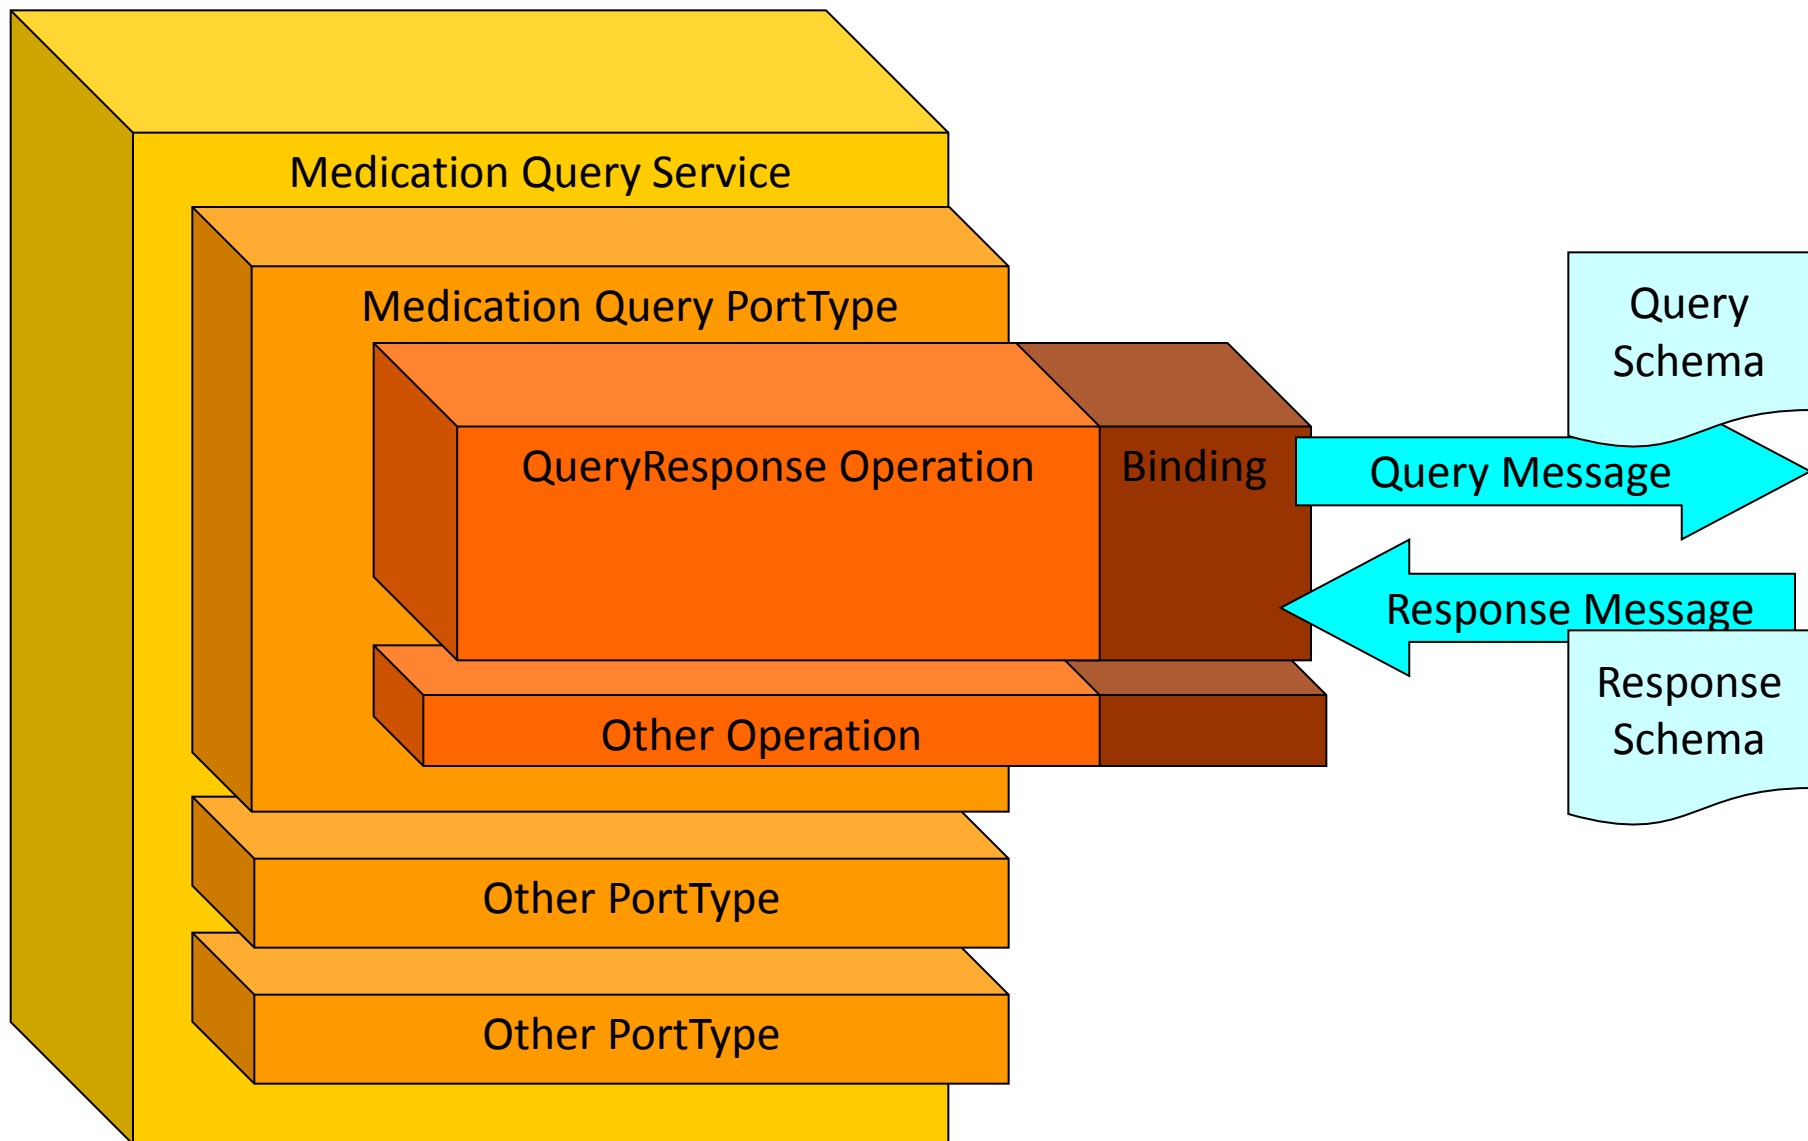 Medication Query Service
Medication Query PortType
QueryResponse Operation
Binding
Query
Schema
Query Message
Response Message
Response
Schema
Other Operation
Other PortType
Other PortType